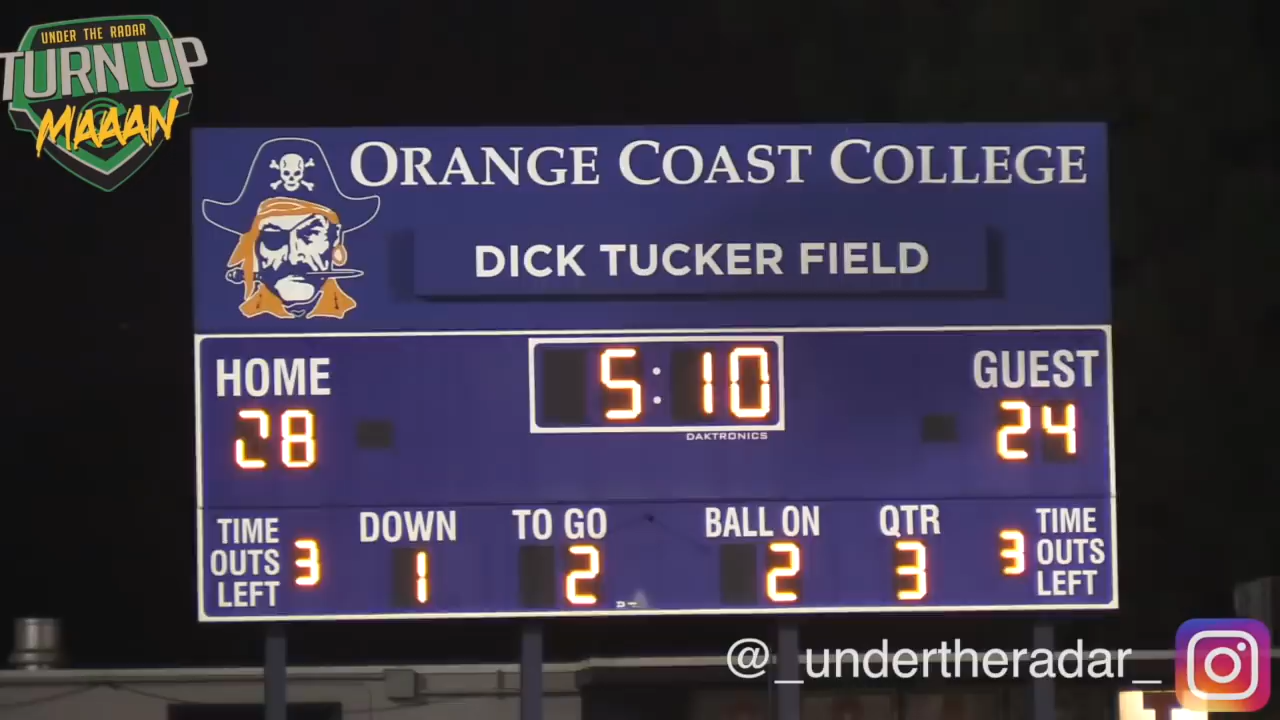 UNDER THE RADAR
TURN UP
MAAAN
ORANGE COAST COLLEGE
DICK TUCKER FIELD
HOME
28
5:10
DAKTRONICS
GUEST
24
TIME OUTS LEFT 3
DOWN
1
TO GO
2
BALL ON
2
QTR
3
3 TIME OUTS LEFT
@_undertheradar_